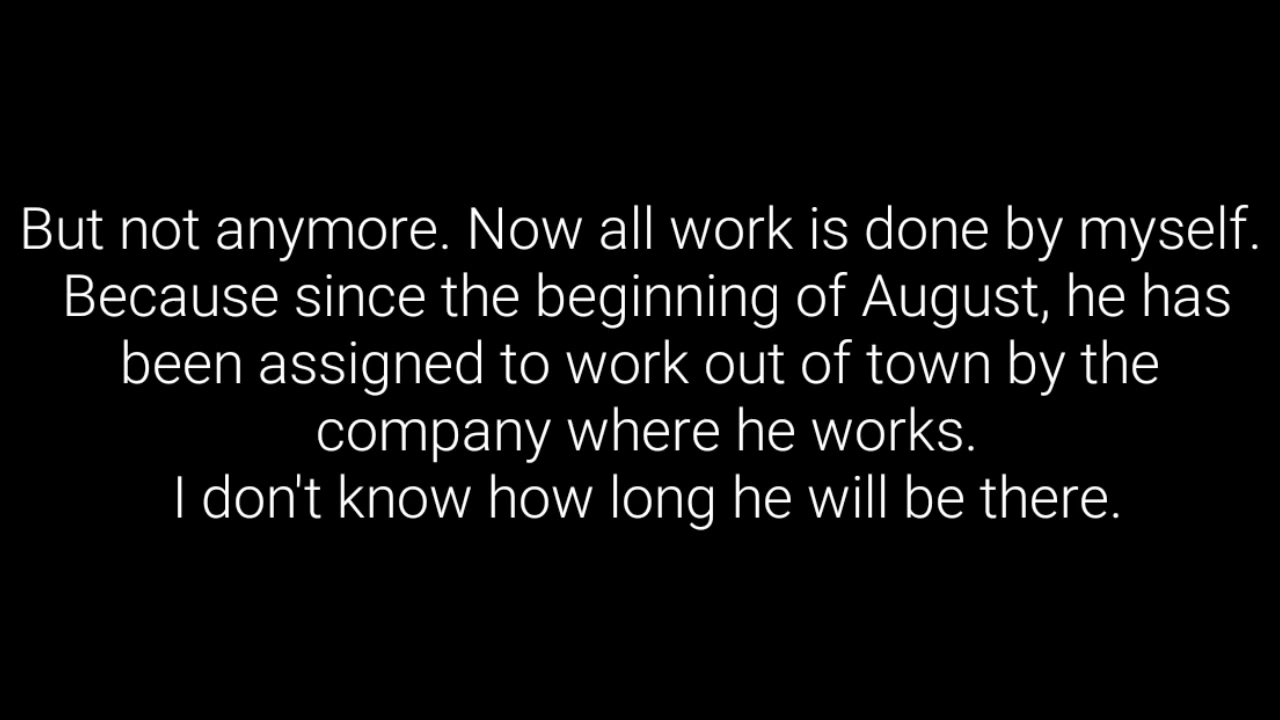 But not anymore. Now all work is done by myself.
Because since the beginning of August, he has
been assigned to work out of town by the
company where he works.
I don't know how long he will be there.